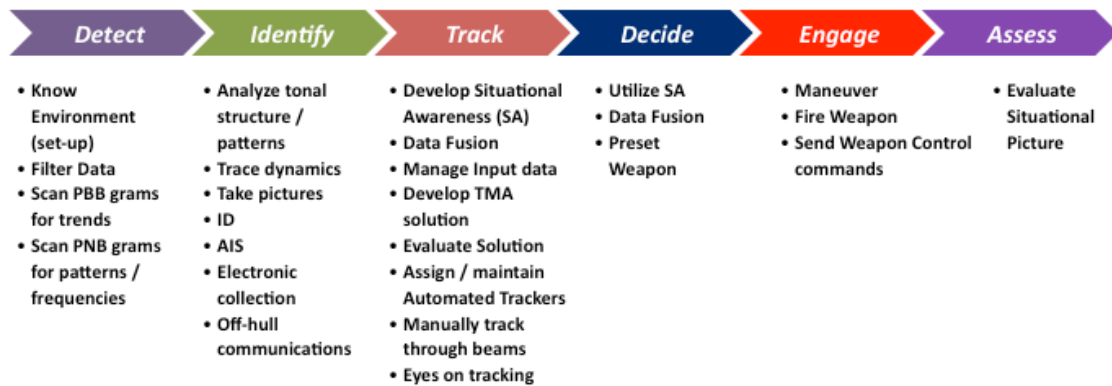 Detect
Identify
Track
Decide
Engage
Assess
• Know
Environment
(set-up)
• Filter Data
• Scan PBB grams
for trends
• Scan PNB grams
for patterns /
frequencies
• Analyze tonal
structure /
patterns
• Trace dynamics
• Take pictures
• ID
• AIS
• Electronic
collection
• Off-hull
communications
• Develop Situational
Awareness (SA)
• Data Fusion
• Manage Input data
• Develop TMA
solution
• Evaluate Solution
• Assign / maintain
Automated Trackers
• Manually track
through beams
• Eyes on tracking
• Utilize SA
• Data Fusion
• Preset
Weapon
• Maneuver
• Fire Weapon
• Send Weapon Control
commands
• Evaluate
Situational
Picture